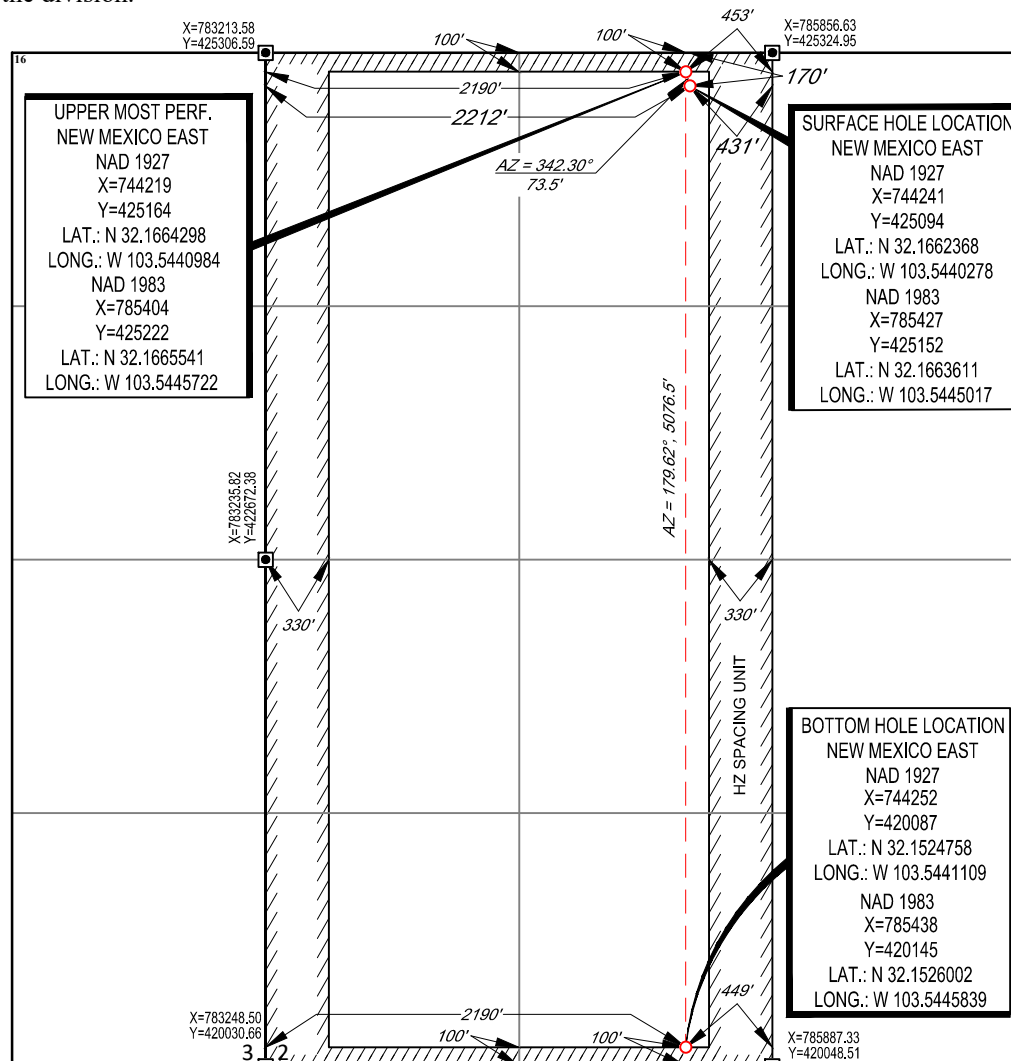 the division.
X=783213.58
Y=425306.59
100'
100'
453'
X=785856.63
Y=425324.95
16
2190'
170'
2212'
431'
AZ = 342.30°
73.5'
UPPER MOST PERF.
NEW MEXICO EAST
NAD 1927
X=744219
Y=425164
LAT.: N 32.1664298
LONG.: W 103.5440984
NAD 1983
X=785404
Y=425222
LAT.: N 32.1665541
LONG.: W 103.5445722
SURFACE HOLE LOCATION
NEW MEXICO EAST
NAD 1927
X=744241
Y=425094
LAT.: N 32.1662368
LONG.: W 103.5440278
NAD 1983
X=785427
Y=425152
LAT.: N 32.1663611
LONG.: W 103.5445017
AZ = 179.62°, 5076.5'
X=783235.82
Y=422672.38
330'
330'
HZ SPACING UNIT
BOTTOM HOLE LOCATION
NEW MEXICO EAST
NAD 1927
X=744252
Y=420087
LAT.: N 32.1524758
LONG.: W 103.5441109
NAD 1983
X=785438
Y=420145
LAT.: N 32.1526002
LONG.: W 103.5445839
X=783248.50
Y=420030.66
2190'
449'
100'
100'
3 2
X=785887.33
Y=420048.51